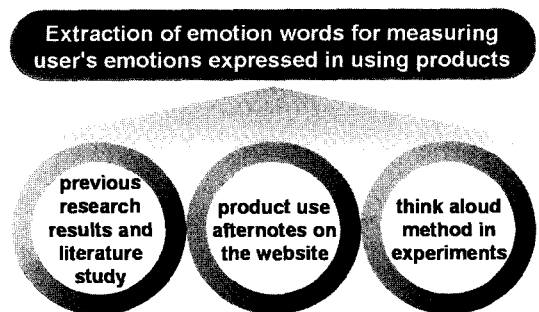 Extraction of emotion words for measuring
user's emotions expressed in using products
previous
research
results and
literature
study
product use
afternotes on
the website
think aloud
method in
experiments